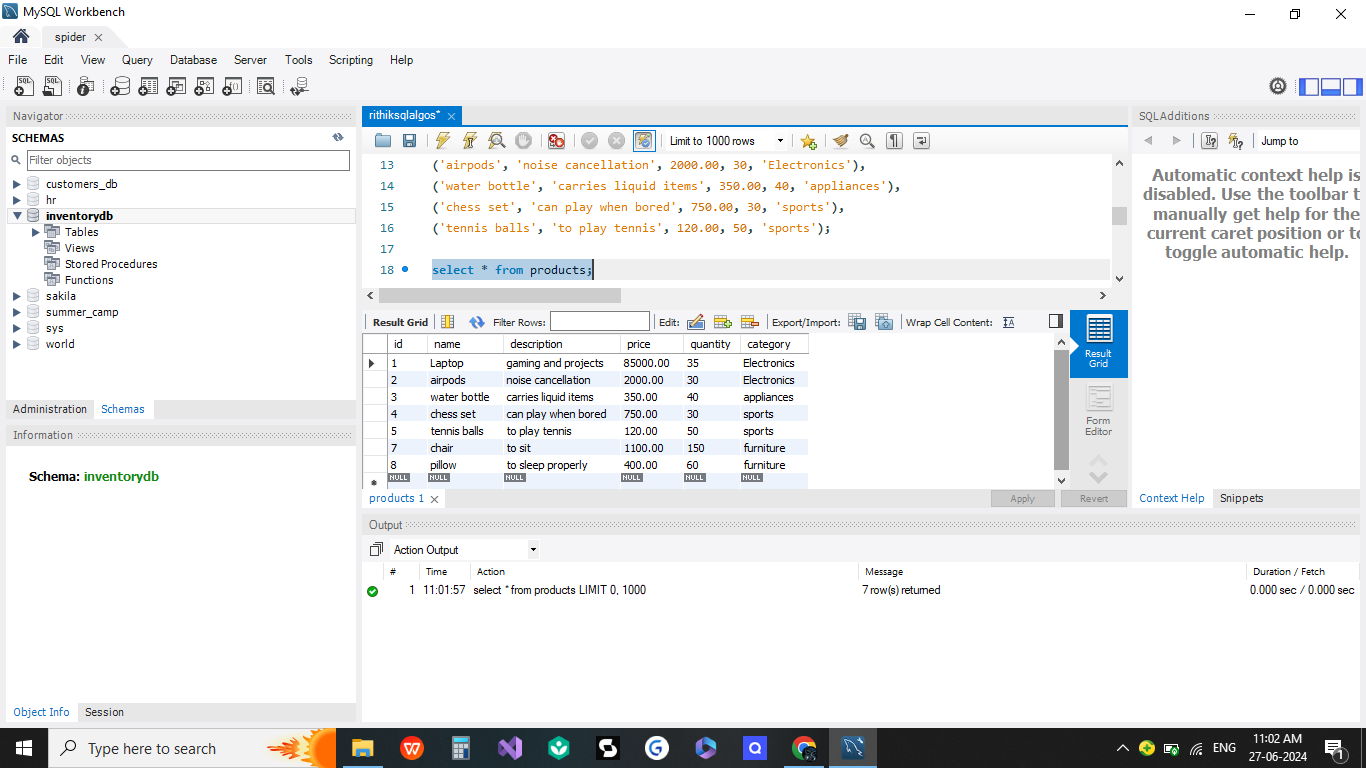 MySQL Workbench
spider
File Edit View Query Database Server Tools Scripting Help
Navigator
SCHEMAS
Filter objects
customers_db
hr
inventorydb
Tables
Views
Stored Procedures
Functions
sakila
summer_camp
sys
world
Administration Schemas
Information
Schema: inventorydb
Object Info Session
rithiksqlalgos*
Limit to 1000 rows
13 ('airpods', 'noise cancellation', 2000.00, 30, 'Electronics'),
14 ('water bottle', 'carries liquid items', 350.00, 40, 'appliances'),
15 ('chess set', 'can play when bored', 750.00, 30, 'sports'),
16 ('tennis balls', 'to play tennis', 120.00, 50, 'sports');
17
18 select * from products;
Result Grid Filter Rows: Edit: Export/Import: Wrap Cell Content:
id name description price quantity category
1 Laptop gaming and projects 85000.00 35 Electronics
2 airpods noise cancellation 2000.00 30 Electronics
3 water bottle carries liquid items 350.00 40 appliances
4 chess set can play when bored 750.00 30 sports
5 tennis balls to play tennis 120.00 50 sports
7 chair to sit 1100.00 150 furniture
8 pillow to sleep properly 400.00 60 furniture
NULL NULL NULL NULL NULL NULL
Result
Grid
Form
Editor
products 1
Apply Revert
SQLAdditions
Jump to
Automatic context help is
disabled. Use the toolbar t
manually get help for the
current caret position or to
toggle automatic help.
Context Help Snippets
Output
Action Output
# Time Action Message Duration / Fetch
1 11:01:57 select * from products LIMIT 0, 1000 7 row(s) returned 0.000 sec / 0.000 sec
Type here to search
ENG
11:02 AM
27-06-2024
1